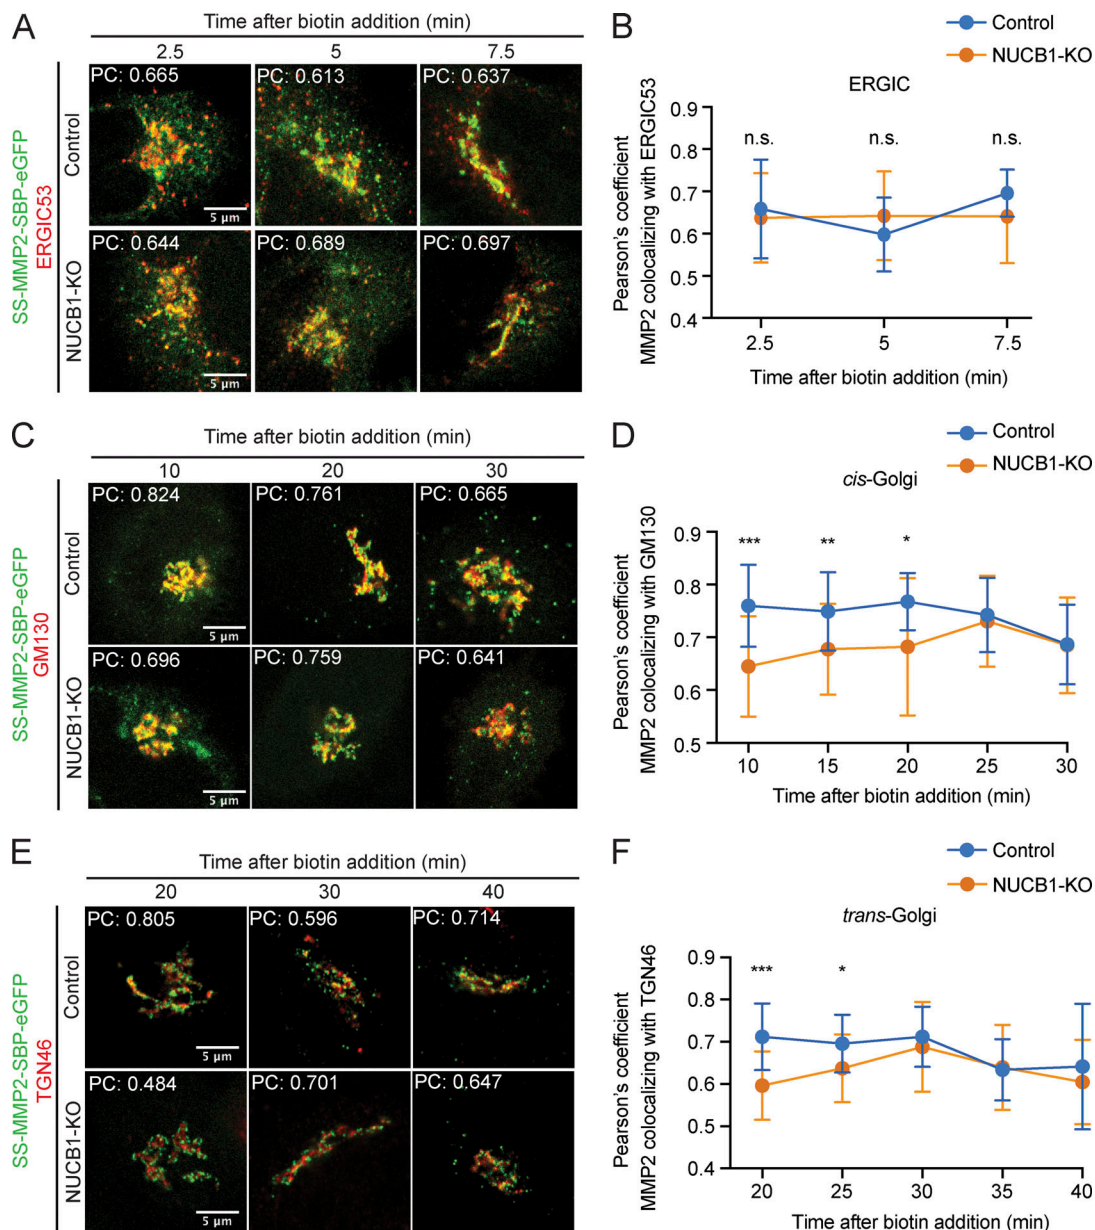 A
Time after biotin addition (min)
2.5 5 7.5
SS-MMP2-SBP-eGFP
ERGIC53
Control
PC: 0.665
PC: 0.613
PC: 0.637
5 µm
NUCB1-KO
PC: 0.644
PC: 0.689
PC: 0.697
5 µm
B
Control
NUCB1-KO
ERGIC
Pearson's coefficient
MMP2 colocalizing with ERGIC53
0.9
0.8
0.7
0.6
0.5
0.4
n.s. n.s. n.s.
2.5 5 7.5
Time after biotin addition (min)
C
Time after biotin addition (min)
10 20 30
SS-MMP2-SBP-eGFP
GM130
Control
PC: 0.824
PC: 0.761
PC: 0.665
5 µm
NUCB1-KO
PC: 0.696
PC: 0.759
PC: 0.641
5 µm
D
Control
NUCB1-KO
cis-Golgi
Pearson's coefficient
MMP2 colocalizing with GM130
0.9
0.8
0.7
0.6
0.5
*** ** *
10 15 20 25 30
Time after biotin addition (min)
E
Time after biotin addition (min)
20 30 40
SS-MMP2-SBP-eGFP
TGN46
Control
PC: 0.805
PC: 0.596
PC: 0.714
5 µm
NUCB1-KO
PC: 0.484
PC: 0.701
PC: 0.647
5 µm
F
Control
NUCB1-KO
trans-Golgi
Pearson's coefficient
MMP2 colocalizing with TGN46
0.9
0.8
0.7
0.6
0.5
0.4
*** *
20 25 30 35 40
Time after biotin addition (min)